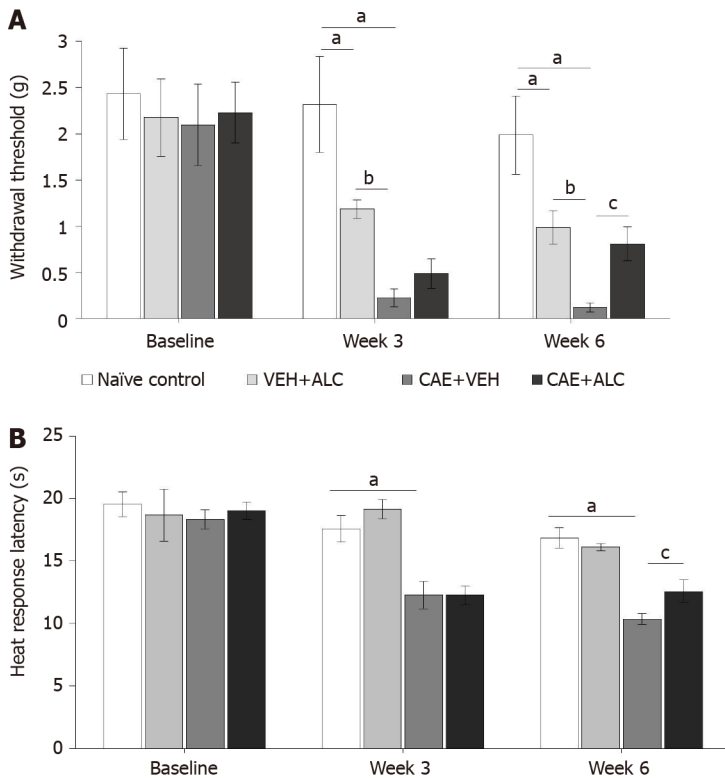 A
Withdrawal threshold (g)
3
2.5
2
1.5
1
0.5
0
a
a
b
a
a
b
c
Baseline
Week 3
Week 6
Naïve control
VEH+ALC
CAE+VEH
CAE+ALC
B
Heat response latency (s)
25
20
15
10
5
0
a
a
c
Baseline
Week 3
Week 6